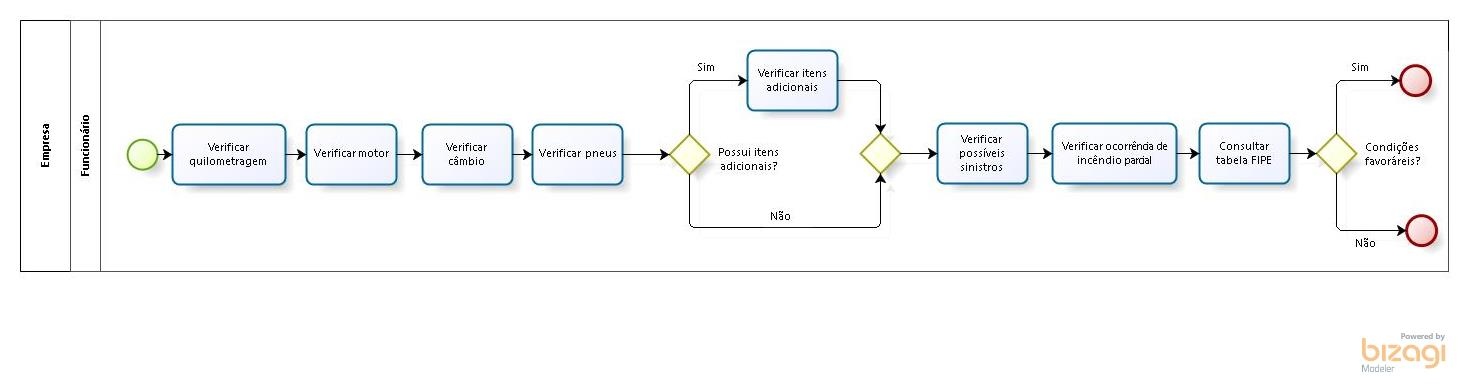 Empresa
Funcionário
Verificar
quilometragem
Verificar motor
Verificar
câmbio
Verificar pneus
Sim
Verificar itens
adicionais
Possui itens
adicionais?
Não
Verificar
possíveis
sinistros
Verificar ocorrência de
incêndio parcial
Consultar
tabela FIPE
Sim
Condições
favoráreis?
Não
Powered by
bizagi
Modeler